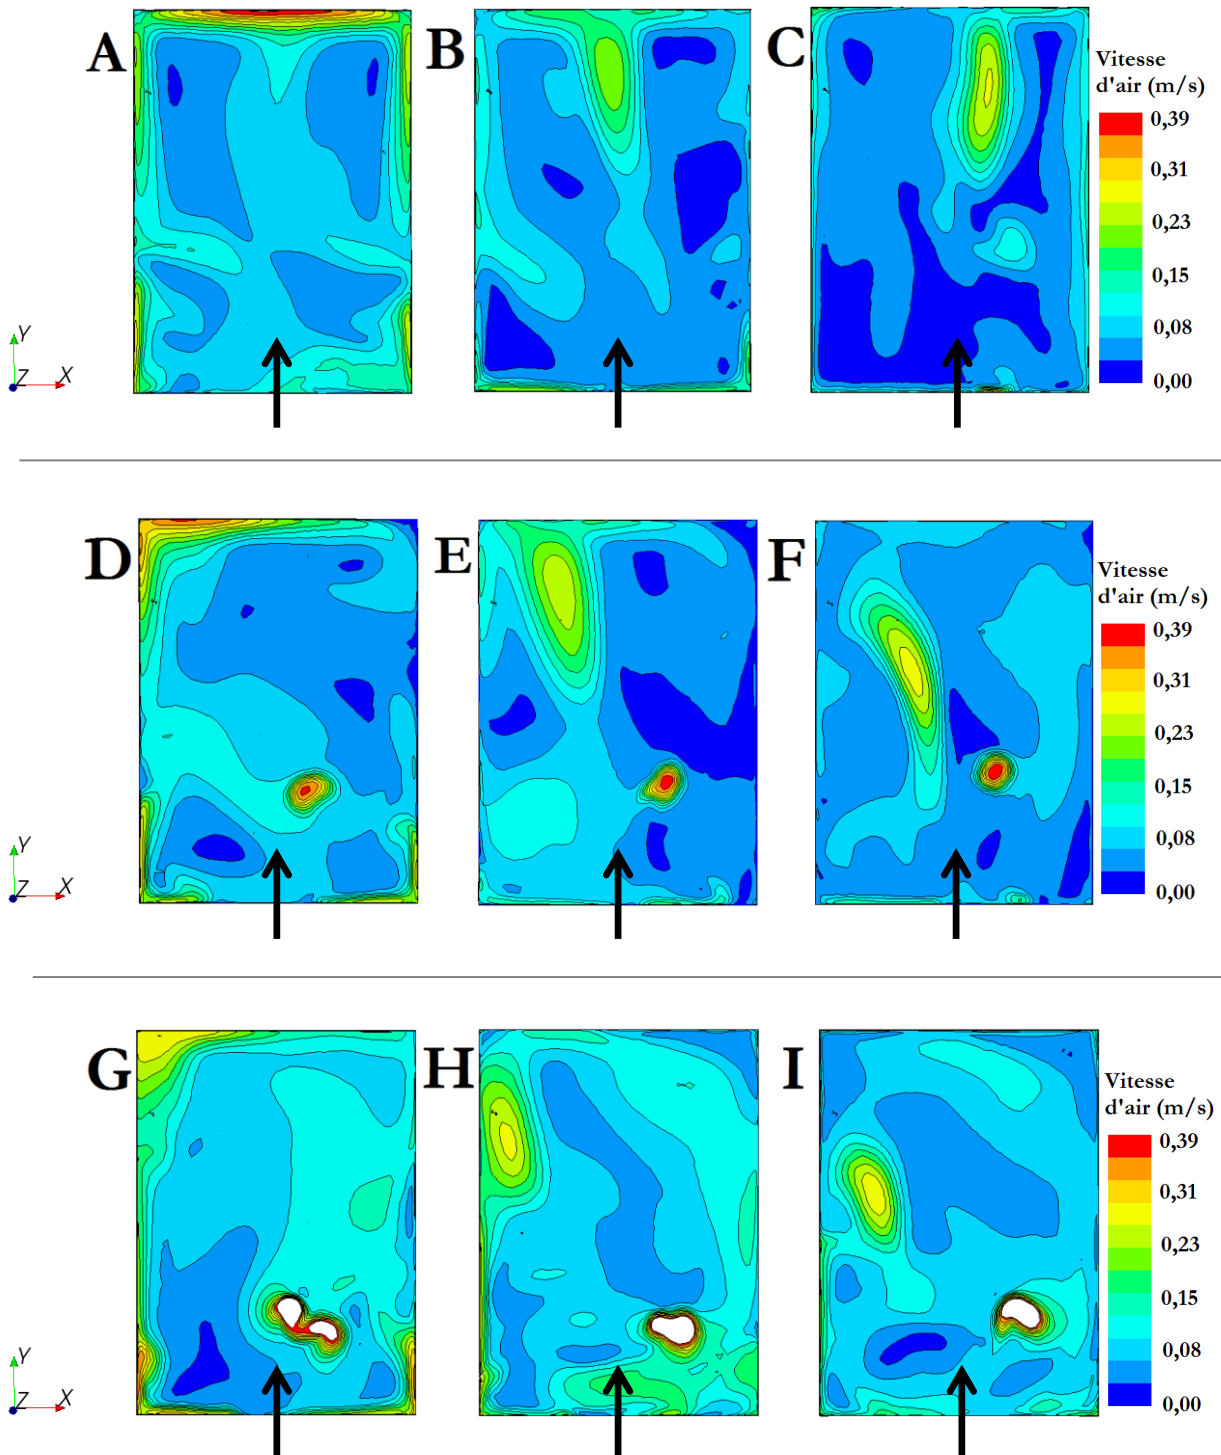 A
B
C
Vitesse
d'air (m/s)
0,39
0,31
0,23
0,15
0,08
0,00
Y
Z
X
D
E
F
Vitesse
d'air (m/s)
0,39
0,31
0,23
0,15
0,08
0,00
Y
Z
X
G
H
I
Vitesse
d'air (m/s)
0,39
0,31
0,23
0,15
0,08
0,00
Y
Z
X